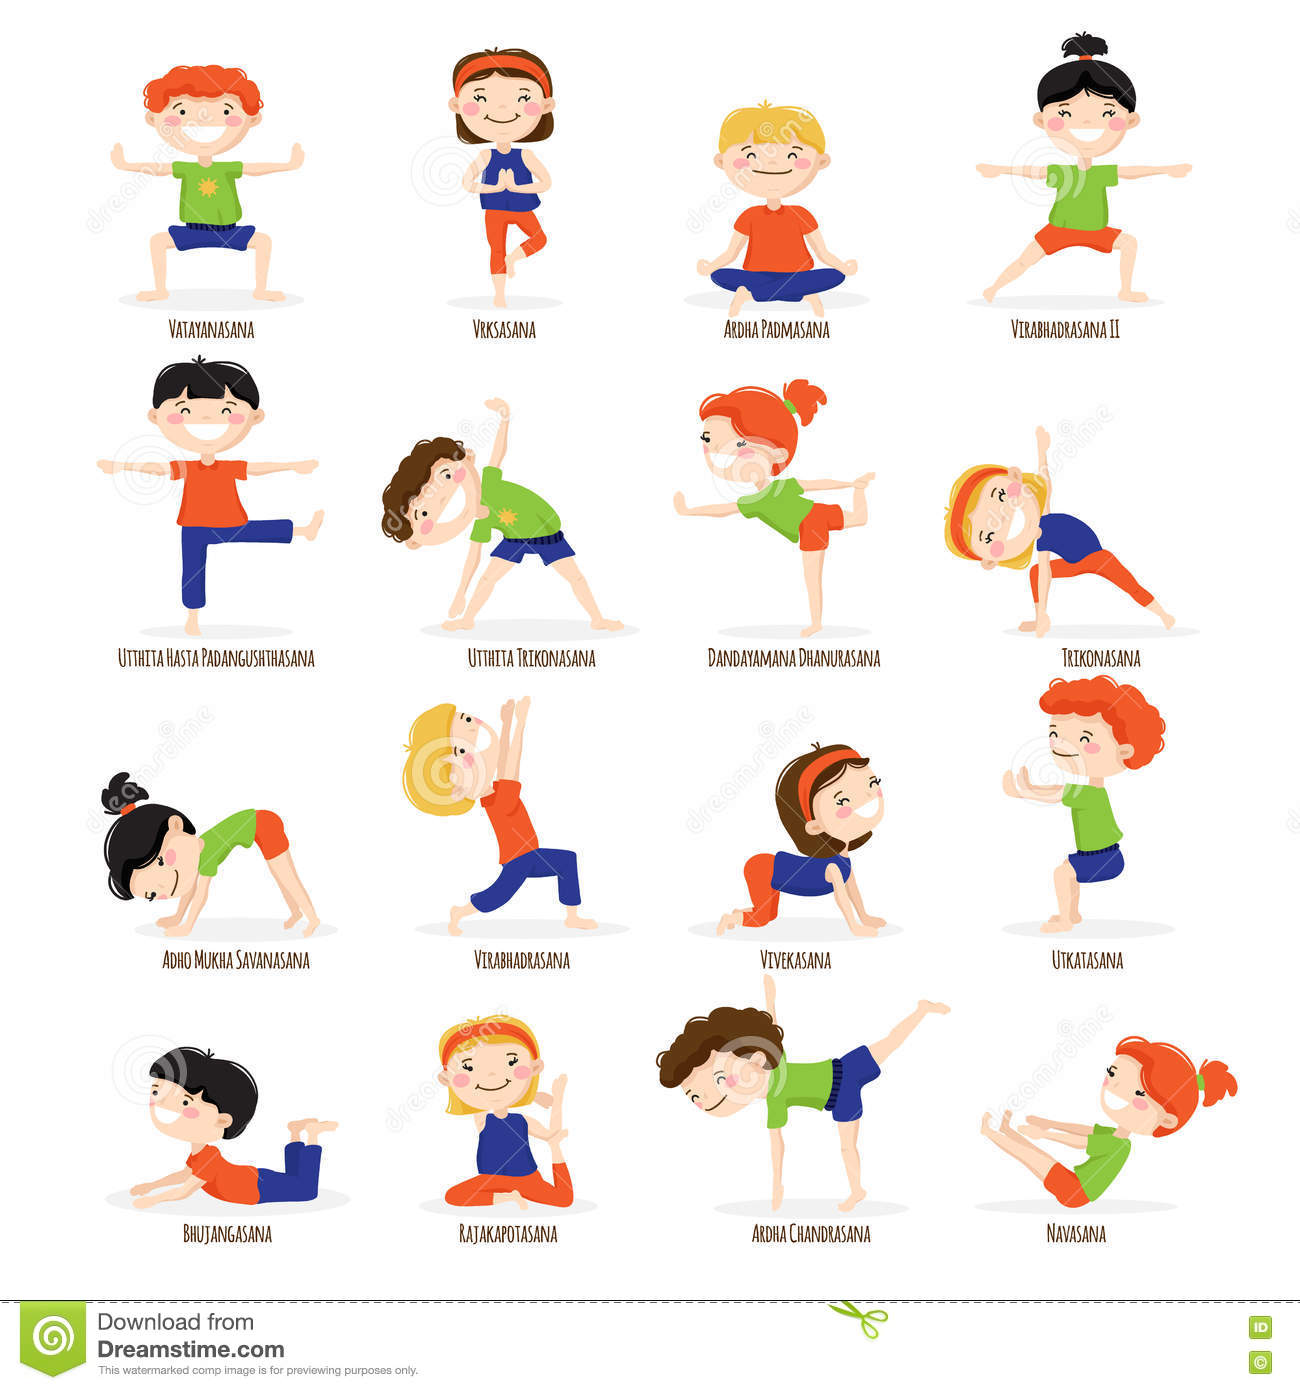 Vatayanasana
Vrksasana
Ardha Padmasana
Virabhadrasana II
Utthita Hasta Padangushthasana
Utthita Trikonasana
Dandayamana Dhanurasana
Trikonasana
Adho Mukha Savanasana
Virabhadrasana
Vivekasana
Utkatasana
Bhujangasana
Rajakapotasana
Ardha Chandrasana
Navasana
Download from
Dreamstime.com
This watermarked comp image is for previewing purposes only.
ID
©
dreamstime